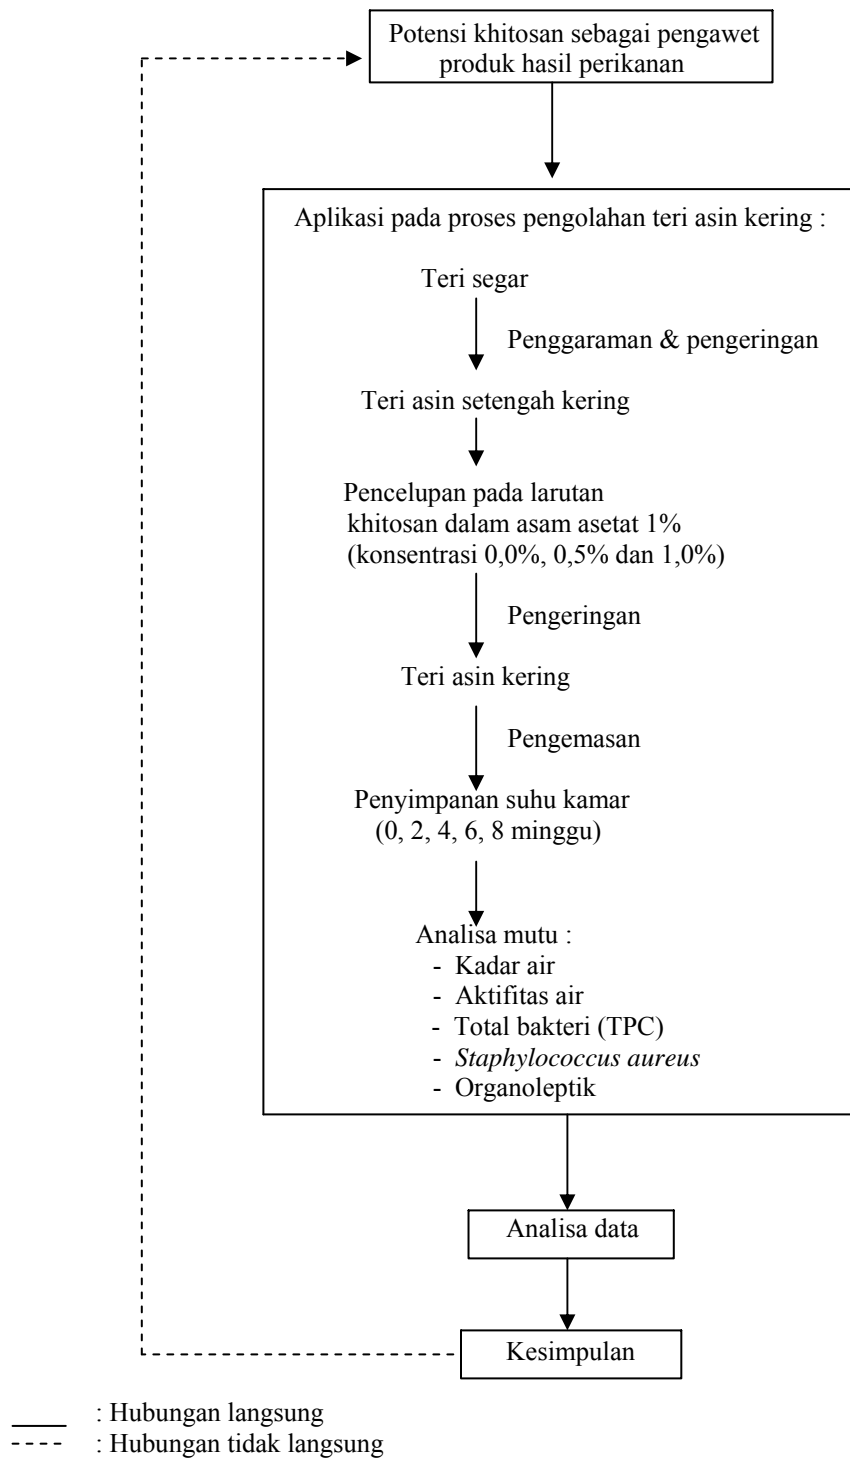 Potensi khitosan sebagai pengawet
produk hasil perikanan
Aplikasi pada proses pengolahan teri asin kering :
Teri segar
Penggaraman & pengeringan
Teri asin setengah kering
Pencelupan pada larutan
khitosan dalam asam asetat 1%
(konsentrasi 0,0%, 0,5% dan 1,0%)
Pengeringan
Teri asin kering
Pengemasan
Penyimpanan suhu kamar
(0, 2, 4, 6, 8 minggu)
Analisa mutu :
- Kadar air
- Aktifitas air
- Total bakteri (TPC)
- Staphylococcus aureus
- Organoleptik
Analisa data
Kesimpulan
: Hubungan langsung
: Hubungan tidak langsung